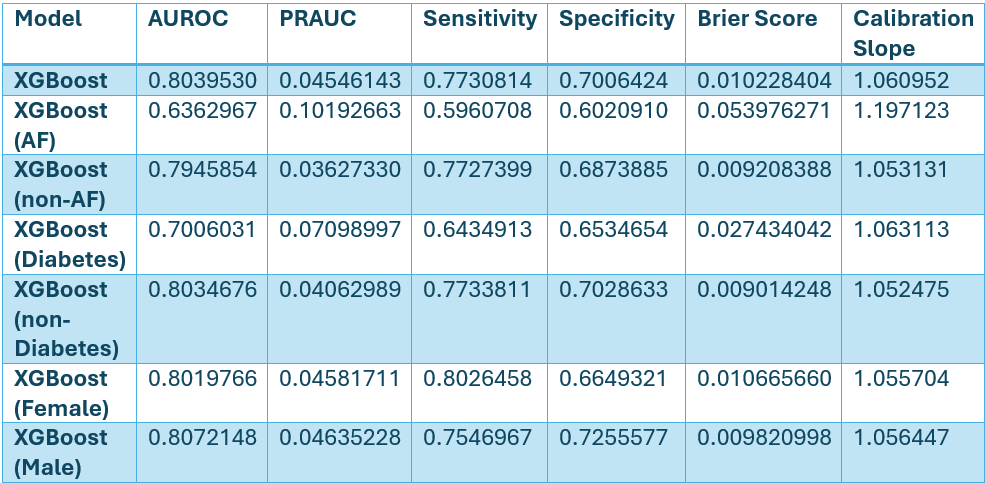 Model AUROC PRAUC Sensitivity Specificity Brier Score Calibration
Slope
XGBoost 0.8039530 0.04546143 0.7730814 0.7006424 0.010228404 1.060952
XGBoost 0.6362967 0.10192663 0.5960708 0.6020910 0.053976271 1.197123
(AF)
XGBoost 0.7945854 0.03627330 0.7727399 0.6873885 0.009208388 1.053131
(non-AF)
XGBoost 0.7006031 0.07098997 0.6434913 0.6534654 0.027434042 1.063113
(Diabetes)
XGBoost 0.8034676 0.04062989 0.7733811 0.7028633 0.009014248 1.052475
(non-
Diabetes)
XGBoost 0.8019766 0.04581711 0.8026458 0.6649321 0.010665660 1.055704
(Female)
XGBoost 0.8072148 0.04635228 0.7546967 0.7255577 0.009820998 1.056447
(Male)